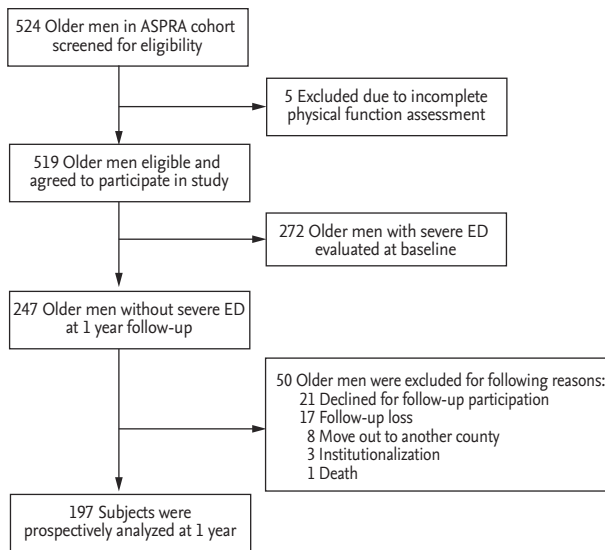 524 Older men in ASPRA cohort
screened for eligibility
5 Excluded due to incomplete
physical function assessment
519 Older men eligible and
agreed to participate in study
272 Older men with severe ED
evaluated at baseline
247 Older men without severe ED
at 1 year follow-up
50 Older men were excluded for following reasons:
21 Declined for follow-up participation
17 Follow-up loss
8 Move out to another county
3 Institutionalization
1 Death
197 Subjects were
prospectively analyzed at 1 year